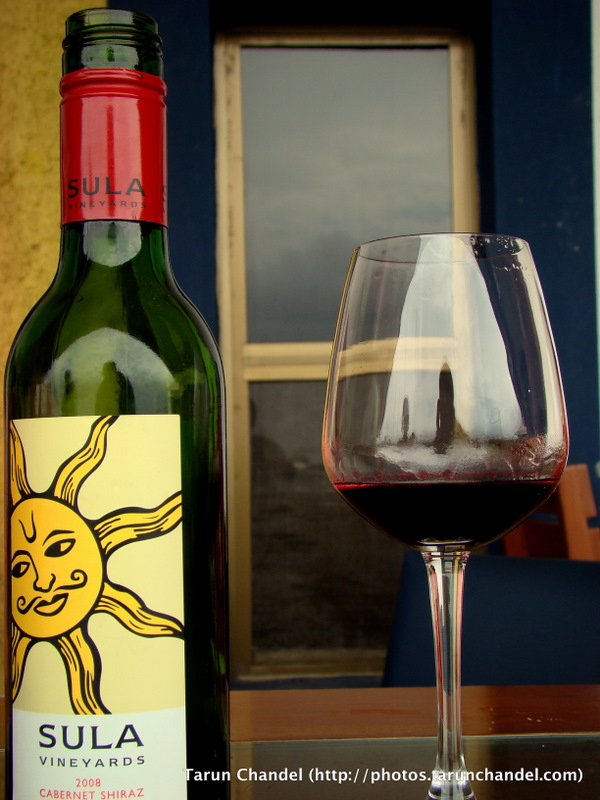 SULA
VINEYARDS
SULA
VINEYARDS
2008
CABERNET SHIRAZ
Tarun Chandel (http://photos.tarunchandel.com)